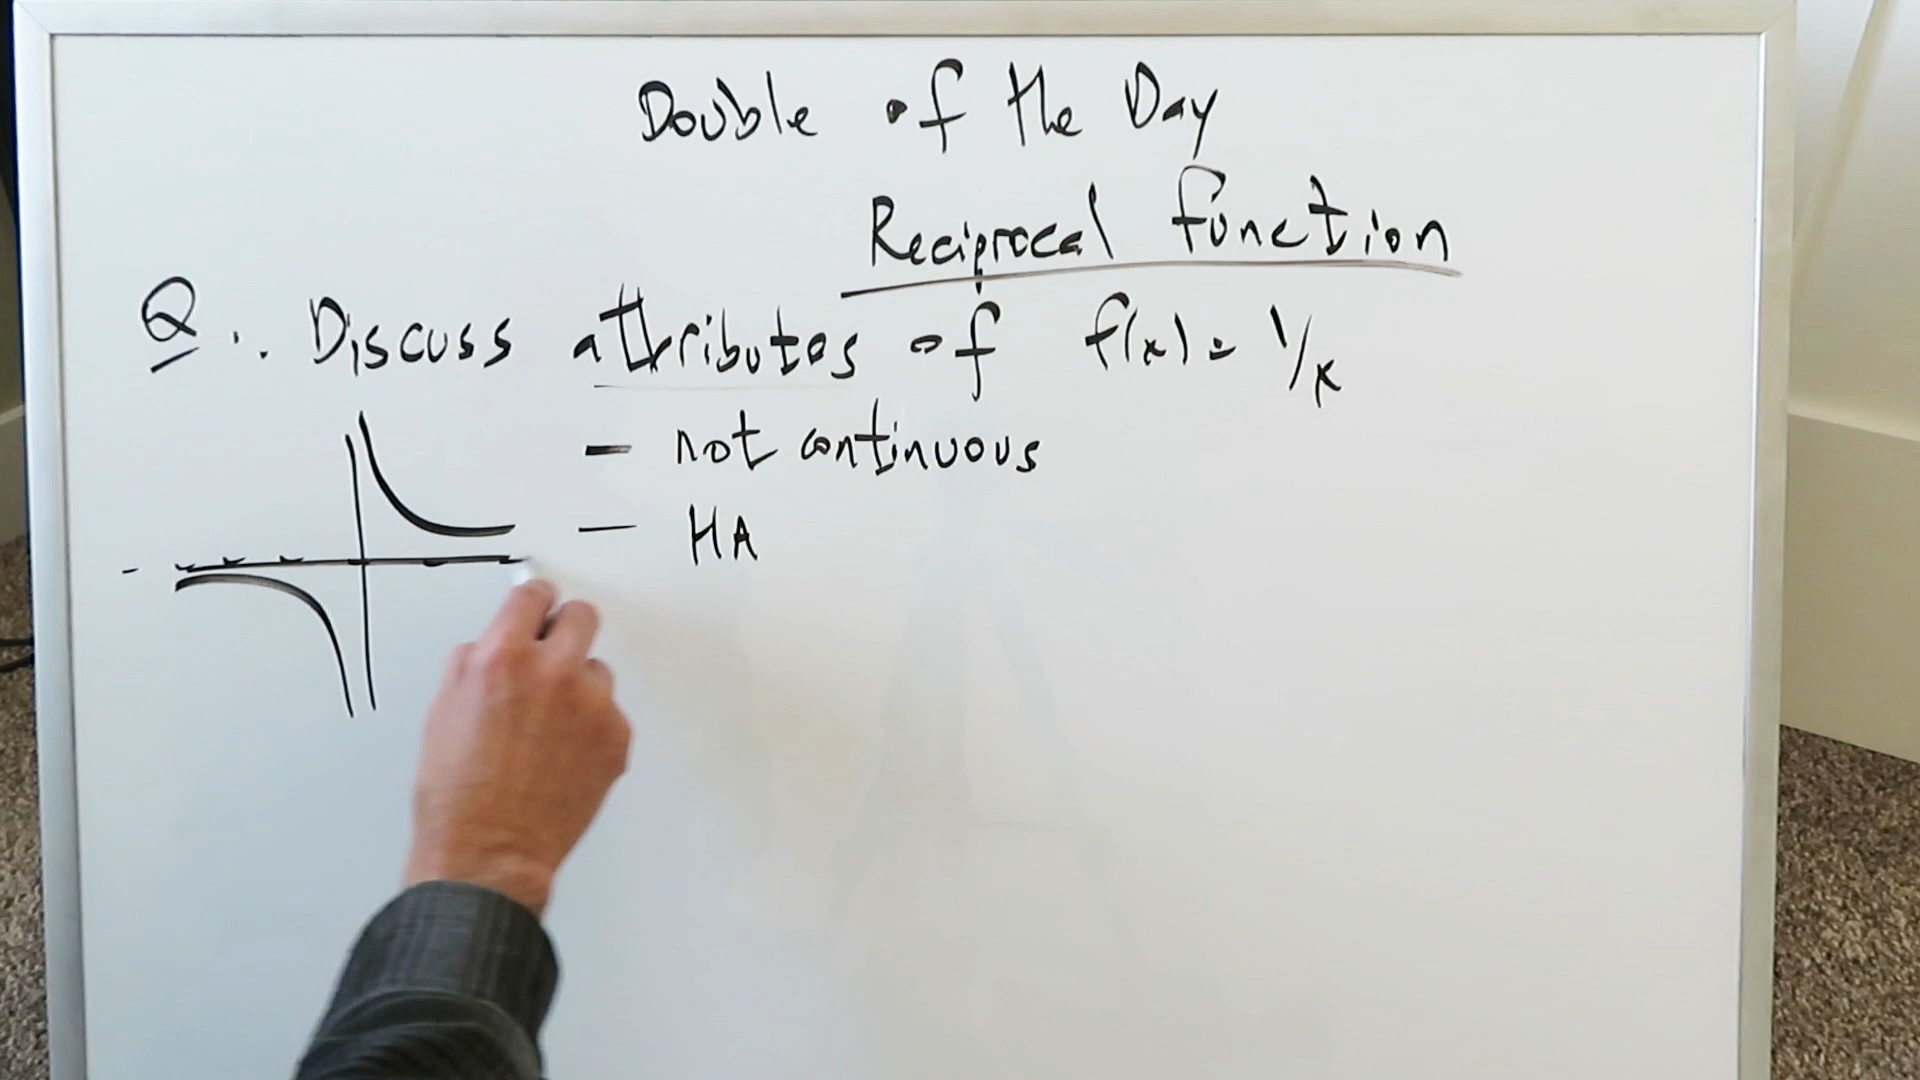 Double of the Day
Reciprocal function
Q:. Discuss attributes of f(x) = 1/x
- not continuous
- HA